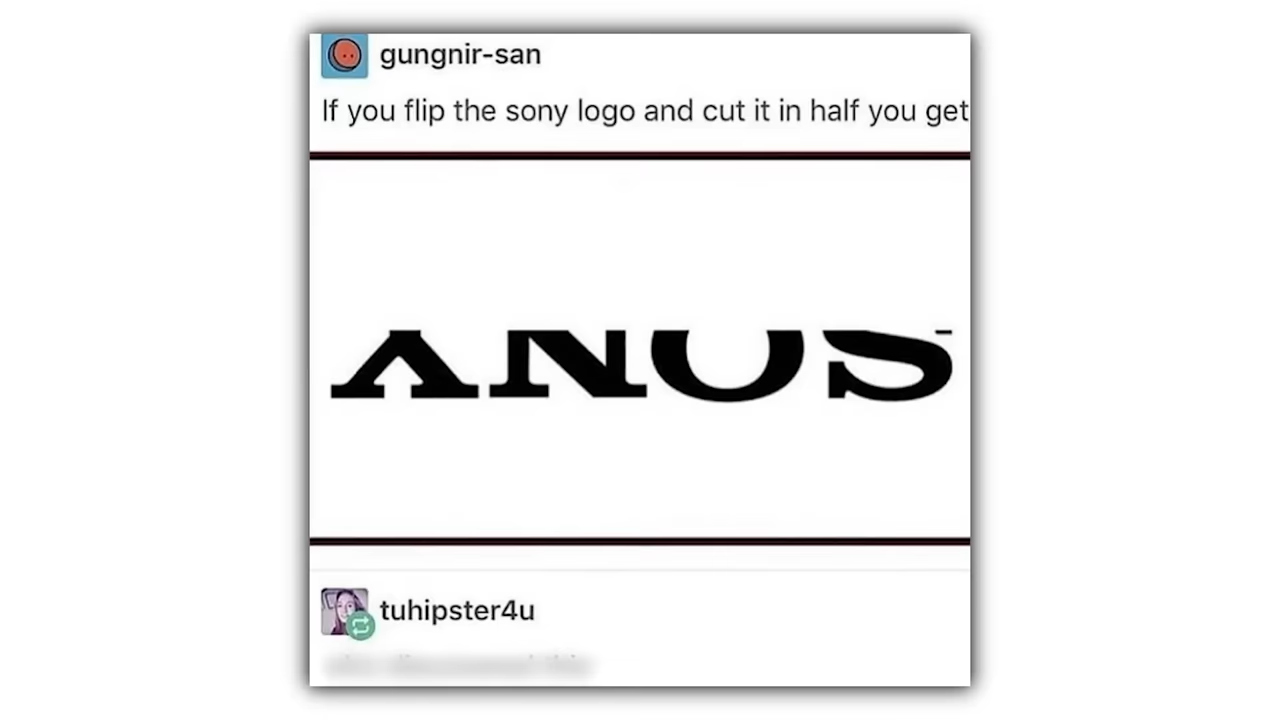 gungnir-san
If you flip the sony logo and cut it in half you get
ANUS
tuhipster4u